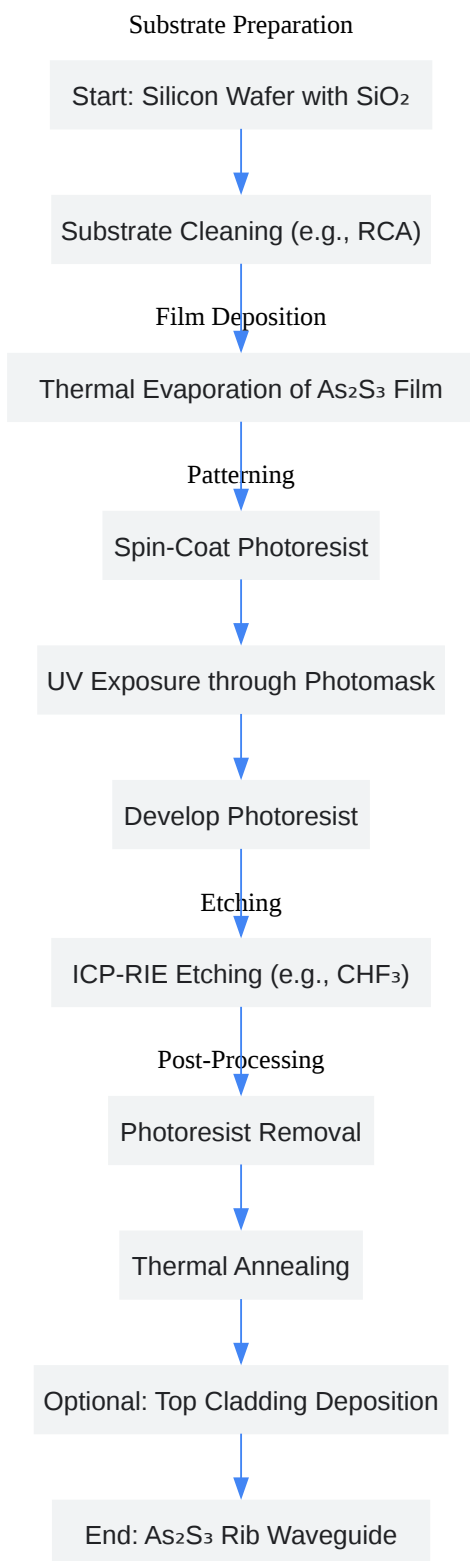 Substrate Preparation
Start: Silicon Wafer with SiO₂
Substrate Cleaning (e.g., RCA)
Film Deposition
Thermal Evaporation of As₂S₃ Film
Patterning
Spin-Coat Photoresist
UV Exposure through Photomask
Develop Photoresist
Etching
ICP-RIE Etching (e.g., CHF₃)
Post-Processing
Photoresist Removal
Thermal Annealing
Optional: Top Cladding Deposition
End: As₂S₃ Rib Waveguide